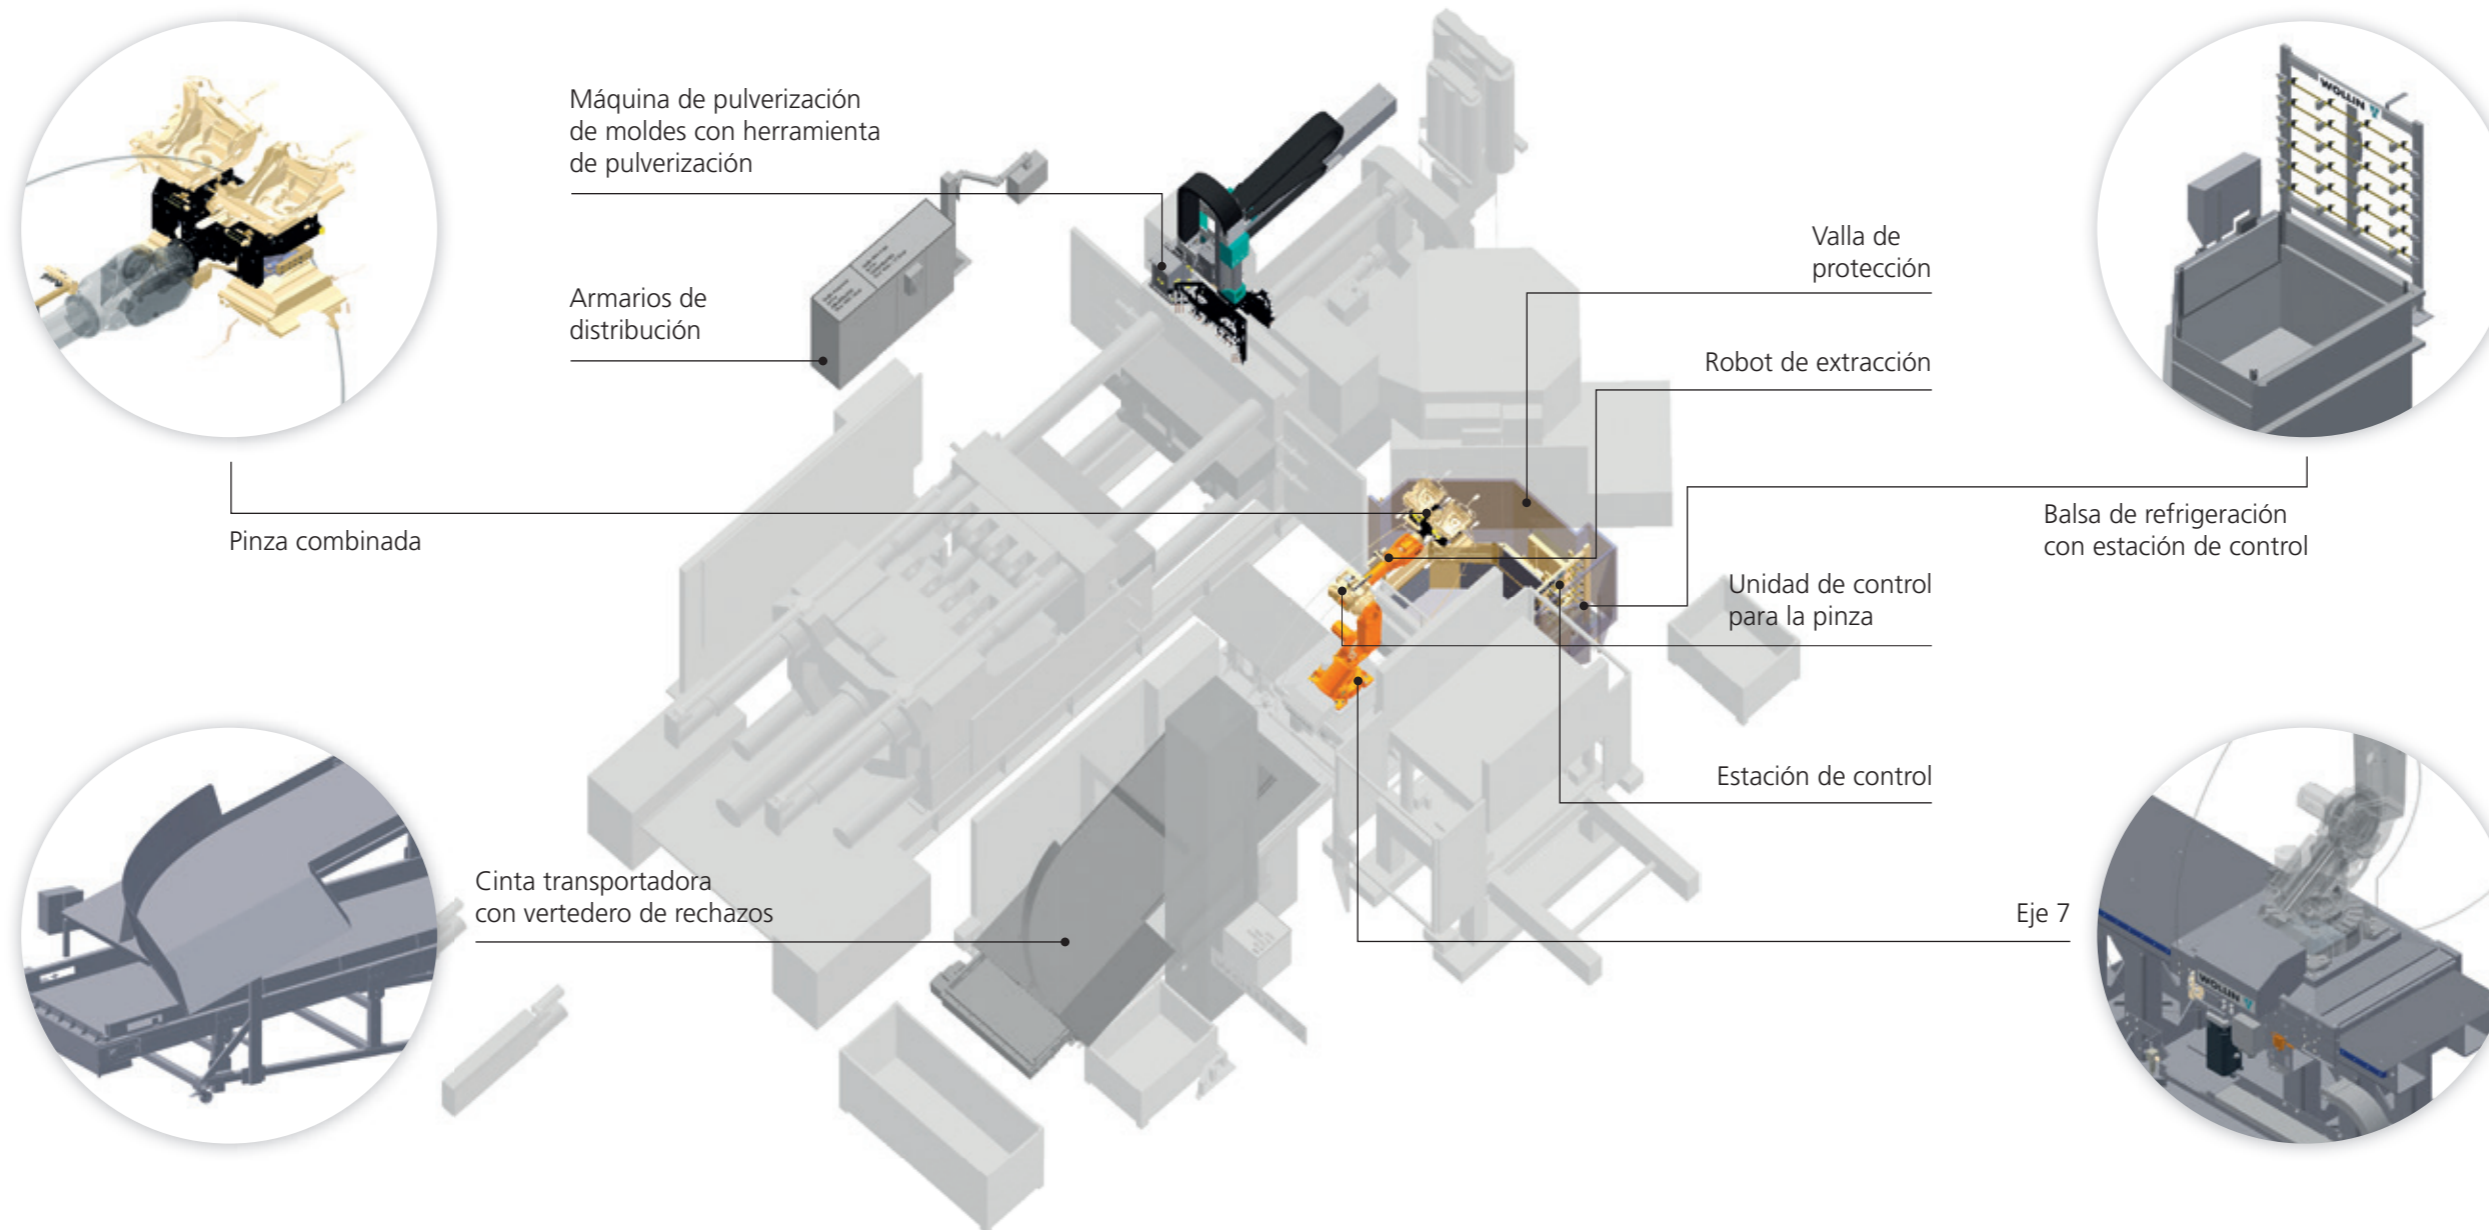 Máquina de pulverización
de moldes con herramienta
de pulverización
Armarios de
distribución
Pinza combinada
Cinta transportadora
con vertedero de rechazos
WOLLIN
Valla de
protección
Robot de extracción
Balsa de refrigeración
con estación de control
Unidad de control
para la pinza
Estación de control
Eje 7
WOLLIN